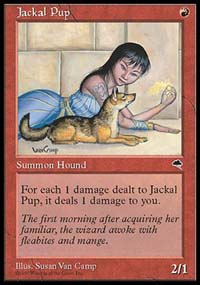 Jackal Pup
VanCamp
Summon Hound
For each 1 damage dealt to Jackal
Pup, it deals 1 damage to you.
The first morning after acquiring her
familiar, the wizard awoke with
fleabites and mange.
Illus. Susan Van Camp
2/1